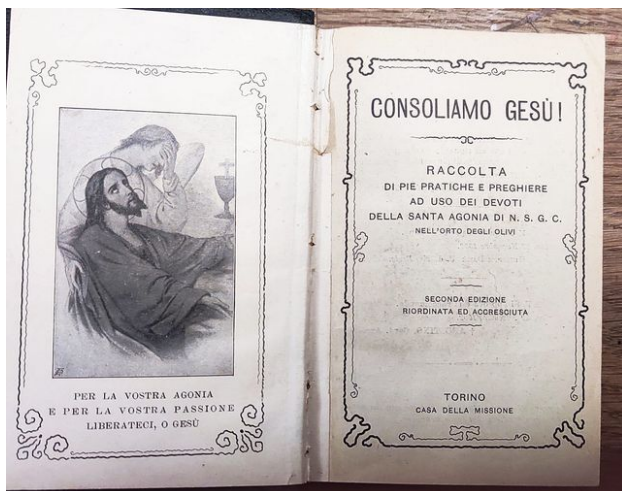 PER LA VOSTRA AGONIA
E PER LA VOSTRA PASSIONE
LIBERATECI, O GESÙ
CONSOLIAMO GESÙ!
RACCOLTA
DI PIE PRATICHE E PREGHIERE
AD USO DEI DEVOTI
DELLA SANTA AGONIA DI N. S. G. C.
NELL'ORTO DEGLI OLIVI
SECONDA EDIZIONE
RIORDINATA ED ACCRESCIUTA
TORINO
CASA DELLA MISSIONE